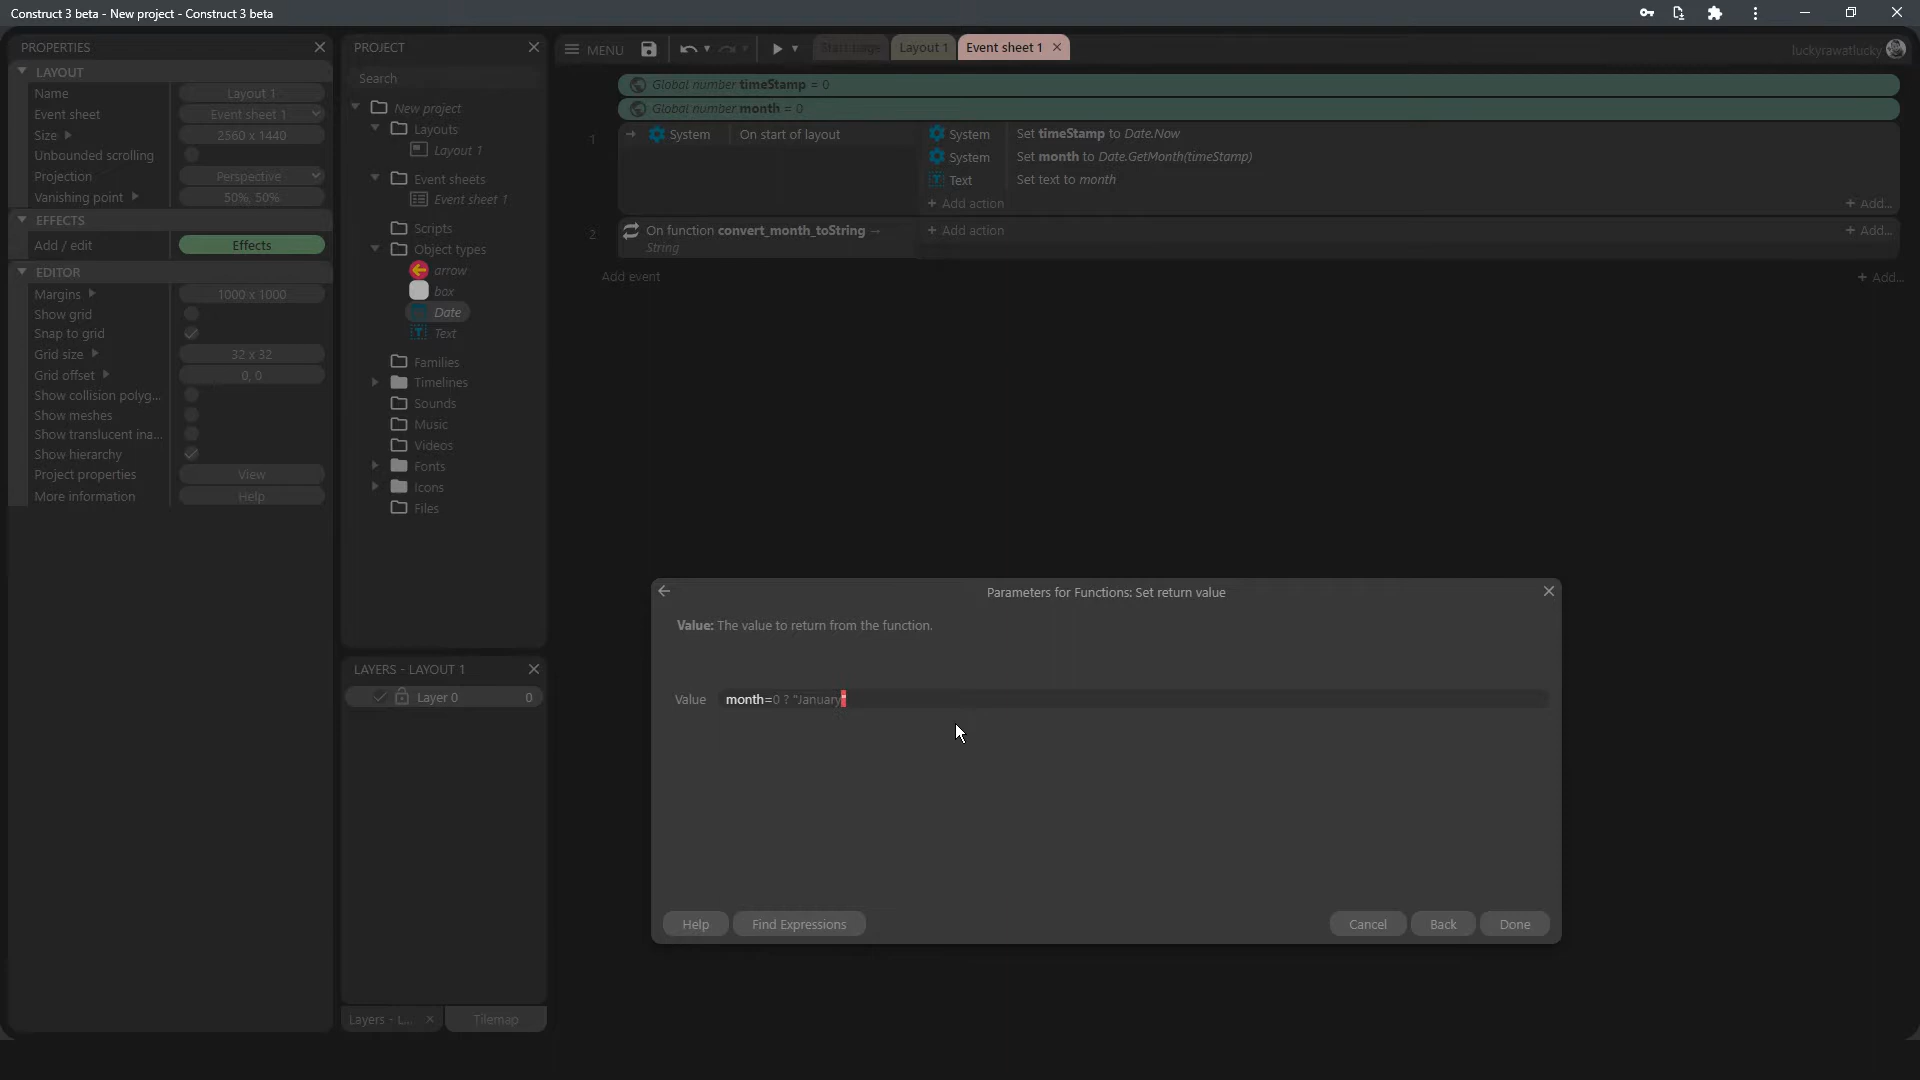 Construct 3 beta - New project - Construct 3 beta
PROPERTIES
LAYOUT
Name Layout 1
Event sheet Event sheet 1
Size 2560 x 1440
Unbounded scrolling
Projection Perspective
Vanishing point 50%, 50%
EFFECTS
Add / edit Effects
EDITOR
Margins 1000 x 1000
Show grid
Snap to grid
Grid size 32 x 32
Grid offset 0, 0
Show collision polyg...
Show meshes
Show translucent ina...
Show hierarchy
Project properties View
More information Help
PROJECT
Search
New project
Layouts
Layout 1
Event sheets
Event sheet 1
Scripts
Object types
arrow
box
Date
Text
Families
Timelines
Sounds
Music
Videos
Fonts
Icons
Files
LAYERS - LAYOUT 1
Layer 0 0
Layers - L... Tilemap
MENU Start page Layout 1 Event sheet 1 luckyrawatlucky
Global number timeStamp = 0
Global number month = 0
1 System On start of layout System Set timeStamp to Date.Now
System Set month to Date.GetMonth(timeStamp)
Text Set text to month
+ Add action + Add...
2 On function convert_month_toString → + Add action + Add...
String
Add event + Add...
Parameters for Functions: Set return value
Value: The value to return from the function.
Value month=0 ? "January"
Help Find Expressions Cancel Back Done